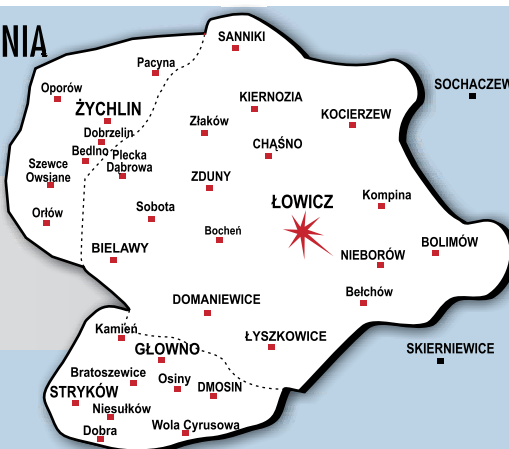 NIA
SANNIKI
Pacyna
Oporów
SOCHACZEW
KIERNOZIA
ŻYCHLIN
KOCIERZEW
Złaków
Dobrzelin
CHĄŚNO
Bedlno
Plecka
Dąbrowa
Szewce
Owsiane
ZDUNY
ŁOWICZ
Kompina
Orłów
Sobota
Bocheń
BIELAWY
NIEBORÓW
BOLIMÓW
Bełchów
DOMANIEWICE
Kamień
ŁYSZKOWICE
GŁOWNO
SKIERNIEWICE
Bratoszewice
Osiny
DMOSIN
STRYKÓW
Niesułków
Dobra
Wola Cyrusowa